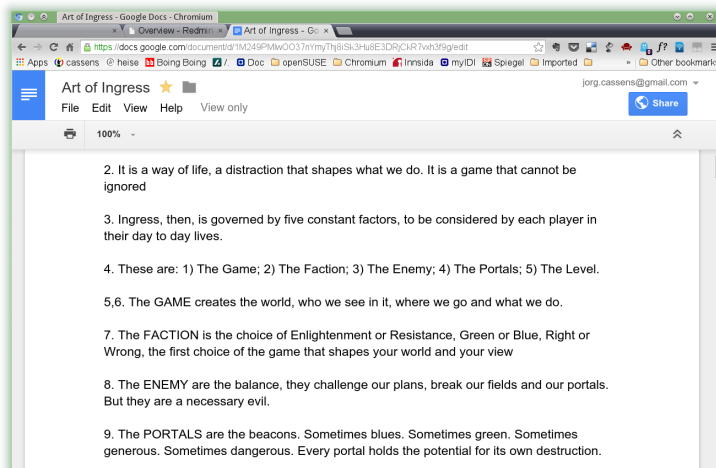 Art of Ingress - Google Docs - Chromium
Overview - Redmin × Art of Ingress - Go ×
https://docs.google.com/document/d/1M249PMlwOO37nYmyThj8iSk3Hu8E3DRjCkR7vxh3f9g/edit
Apps cassens heise Boing Boing /. Doc openSUSE Chromium Innsida myIDI Spiegel Imported » Other bookmark
jorg.cassens@gmail.com
Art of Ingress
File Edit View Help View only
Share
100%
2. It is a way of life, a distraction that shapes what we do. It is a game that cannot be
ignored
3. Ingress, then, is governed by five constant factors, to be considered by each player in
their day to day lives.
4. These are: 1) The Game; 2) The Faction; 3) The Enemy; 4) The Portals; 5) The Level.
5,6. The GAME creates the world, who we see in it, where we go and what we do.
7. The FACTION is the choice of Enlightenment or Resistance, Green or Blue, Right or
Wrong, the first choice of the game that shapes your world and your view
8. The ENEMY are the balance, they challenge our plans, break our fields and our portals.
But they are a necessary evil.
9. The PORTALS are the beacons. Sometimes blues. Sometimes green. Sometimes
generous. Sometimes dangerous. Every portal holds the potential for its own destruction.